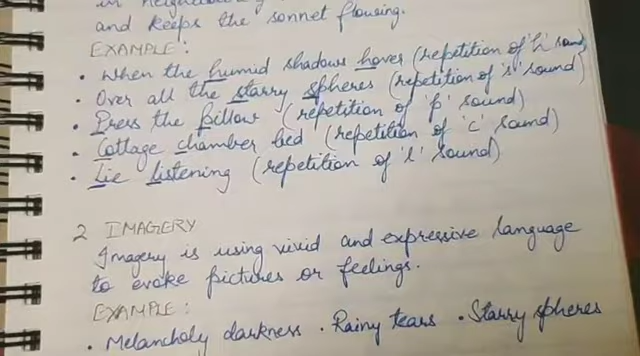 and keeps the sonnet flowing.
EXAMPLE:
• When the humid shadows hover (repetition of 'h' sound
• Over all the starry spheres (repetition of 's' sound)
• Press the pillow (repetition of 'p' sound)
• Cottage chamber bed (repetition of 'c' sound)
• Lie listening (repetition of 'l' sound)
2 IMAGERY
Imagery is using vivid and expressive language
to evoke pictures or feelings.
EXAMPLE:
• Melancholy darkness • Rainy tears • Starry spheres